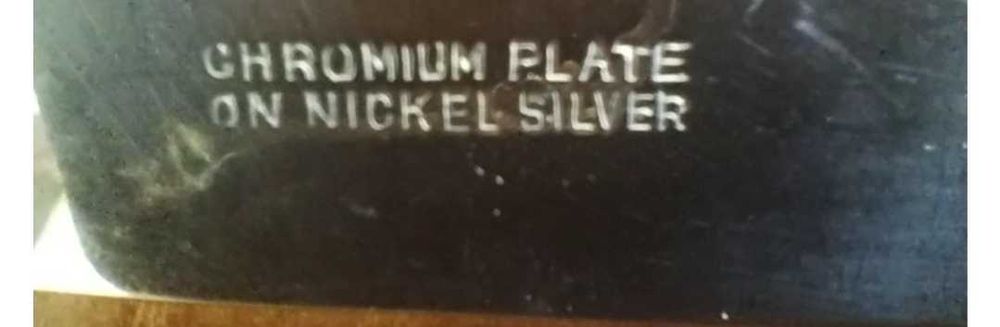 CHROMIUM PLATE
ON NICKEL SILVER